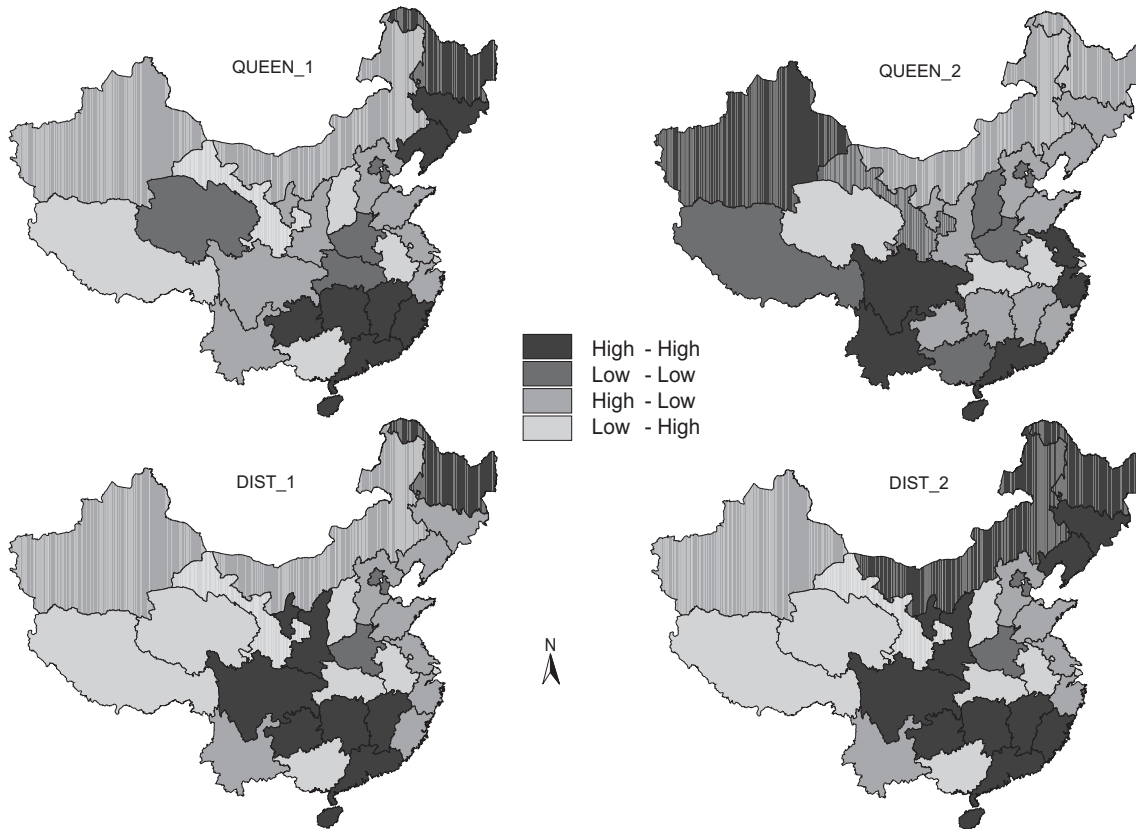 QUEEN_1
QUEEN_2
High - High
Low - Low
High - Low
Low - High
DIST_1
DIST_2
N